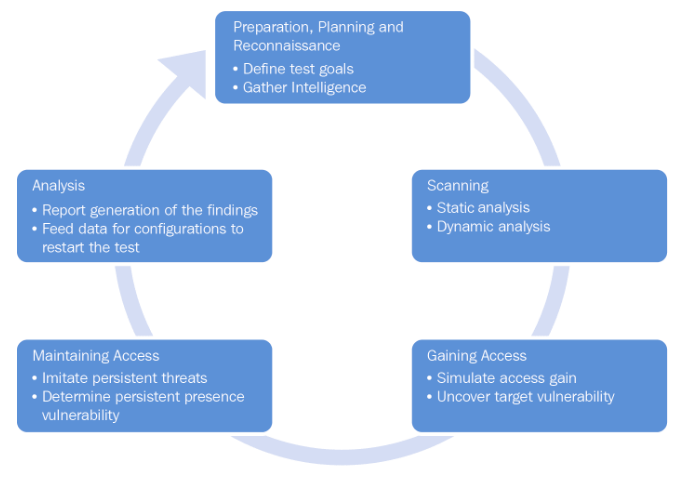 Preparation, Planning and
Reconnaissance
• Define test goals
• Gather Intelligence
Scanning
• Static analysis
• Dynamic analysis
Gaining Access
• Simulate access gain
• Uncover target vulnerability
Maintaining Access
• Imitate persistent threats
• Determine persistent presence
vulnerability
Analysis
• Report generation of the findings
• Feed data for configurations to
restart the test